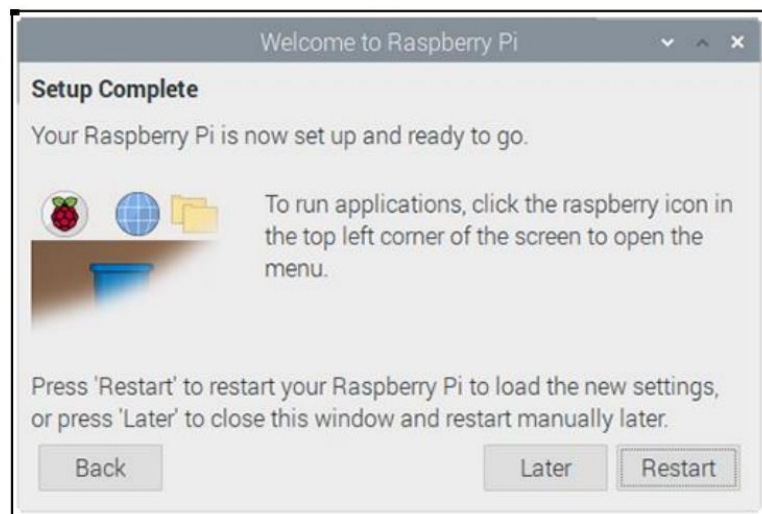 Welcome to Raspberry Pi
Setup Complete
Your Raspberry Pi is now set up and ready to go.
To run applications, click the raspberry icon in
the top left corner of the screen to open the
menu.
Press 'Restart' to restart your Raspberry Pi to load the new settings,
or press 'Later' to close this window and restart manually later.
Back Later Restart